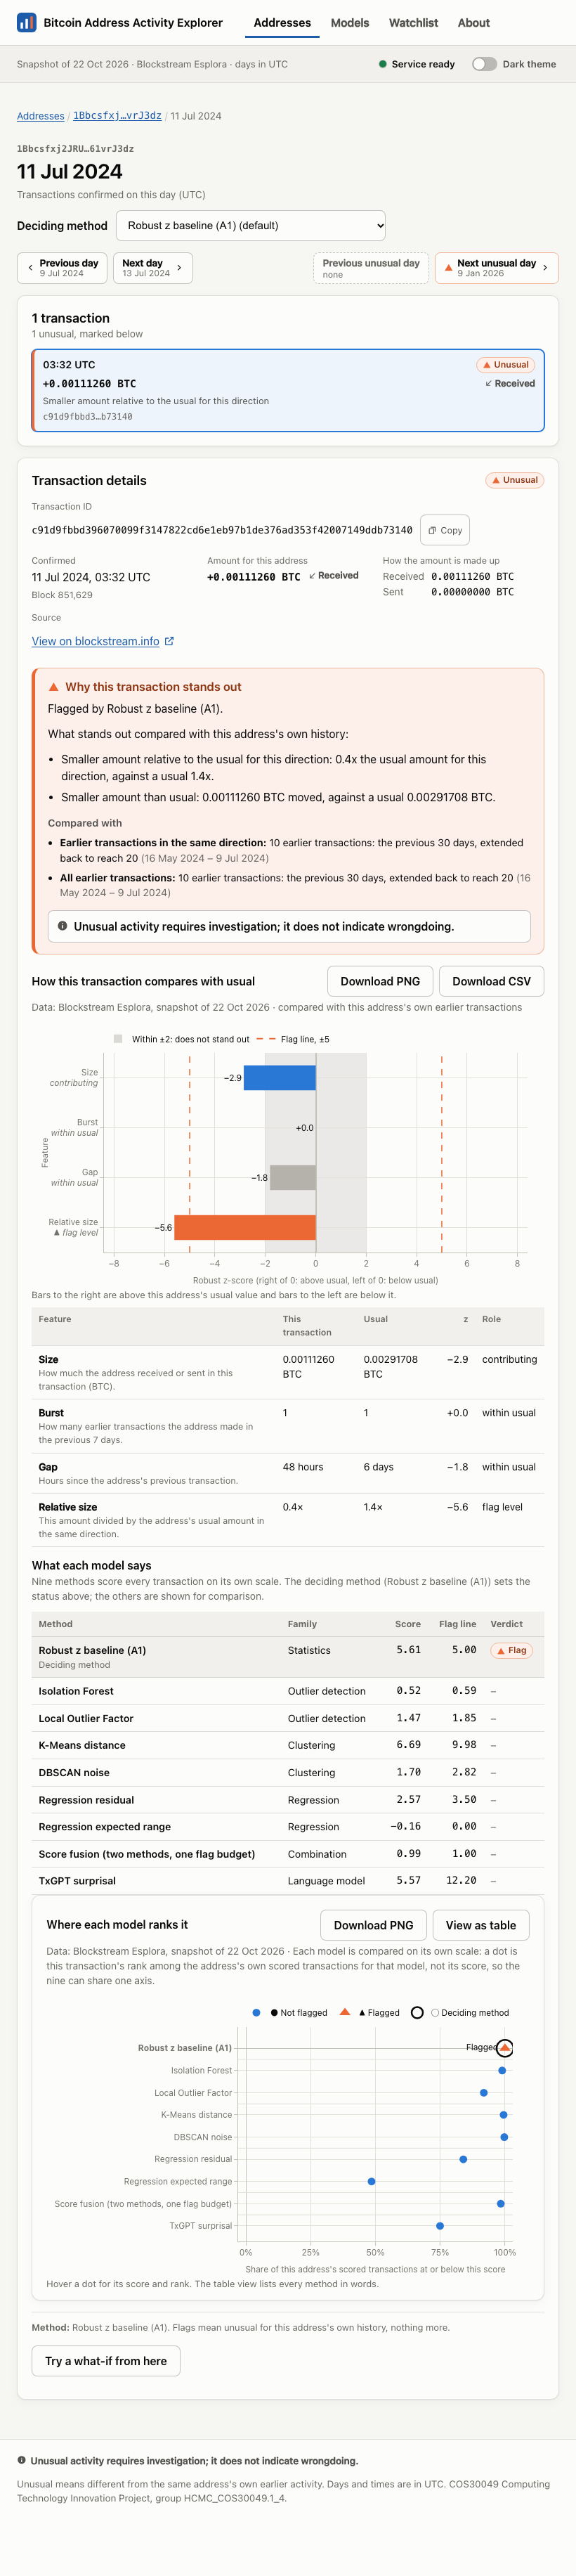 Bitcoin Address Activity Explorer
Addresses
Models
Watchlist
About
Snapshot of 22 Oct 2026 · Blockstream Esplora · days in UTC
Service ready
Dark theme
Addresses / 1Bbcsfxj…vrJ3dz / 11 Jul 2024
1Bbcsfxj2JRU…61vrJ3dz
11 Jul 2024
Transactions confirmed on this day (UTC)
Deciding method
Robust z baseline (A1) (default)
Previous day
9 Jul 2024
Next day
13 Jul 2024
Previous unusual day
none
Next unusual day
9 Jan 2026
1 transaction
1 unusual, marked below
03:32 UTC
Unusual
+0.00111260 BTC
↙ Received
Smaller amount relative to the usual for this direction
c91d9fbbd3…b73140
Transaction details
Unusual
Transaction ID
c91d9fbbd396070099f3147822cd6e1eb97b1de376ad353f42007149ddb73140
Copy
Confirmed
11 Jul 2024, 03:32 UTC
Block 851,629
Amount for this address
+0.00111260 BTC ↙ Received
How the amount is made up
Received 0.00111260 BTC
Sent 0.00000000 BTC
Source
View on blockstream.info
Why this transaction stands out
Flagged by Robust z baseline (A1).
What stands out compared with this address's own history:
• Smaller amount relative to the usual for this direction: 0.4x the usual amount for this
direction, against a usual 1.4x.
• Smaller amount than usual: 0.00111260 BTC moved, against a usual 0.00291708 BTC.
Compared with
• Earlier transactions in the same direction: 10 earlier transactions: the previous 30 days, extended
back to reach 20 (16 May 2024 – 9 Jul 2024)
• All earlier transactions: 10 earlier transactions: the previous 30 days, extended back to reach 20 (16
May 2024 – 9 Jul 2024)
Unusual activity requires investigation; it does not indicate wrongdoing.
How this transaction compares with usual
Download PNG
Download CSV
Data: Blockstream Esplora, snapshot of 22 Oct 2026 · compared with this address's own earlier transactions
Within ±2: does not stand out
Flag line, ±5
Feature
Size
contributing
−2.9
Burst
within usual
+0.0
Gap
within usual
−1.8
Relative size
▲ flag level
−5.6
−8 −6 −4 −2 0 2 4 6 8
Robust z-score (right of 0: above usual, left of 0: below usual)
Bars to the right are above this address's usual value and bars to the left are below it.
Feature This transaction Usual z Role
Size 0.00111260 BTC 0.00291708 BTC −2.9 contributing
How much the address received or sent in this
transaction (BTC).
Burst 1 1 +0.0 within usual
How many earlier transactions the address made in
the previous 7 days.
Gap 48 hours 6 days −1.8 within usual
Hours since the address's previous transaction.
Relative size 0.4× 1.4× −5.6 flag level
This amount divided by the address's usual amount in
the same direction.
What each model says
Nine methods score every transaction on its own scale. The deciding method (Robust z baseline (A1)) sets the
status above; the others are shown for comparison.
Method Family Score Flag line Verdict
Robust z baseline (A1) Statistics 5.61 5.00 Flag
Deciding method
Isolation Forest Outlier detection 0.52 0.59 –
Local Outlier Factor Outlier detection 1.47 1.85 –
K-Means distance Clustering 6.69 9.98 –
DBSCAN noise Clustering 1.70 2.82 –
Regression residual Regression 2.57 3.50 –
Regression expected range Regression −0.16 0.00 –
Score fusion (two methods, one flag budget) Combination 0.99 1.00 –
TxGPT surprisal Language model 5.57 12.20 –
Where each model ranks it
Download PNG
View as table
Data: Blockstream Esplora, snapshot of 22 Oct 2026 · Each model is compared on its own scale: a dot is
this transaction's rank among the address's own scored transactions for that model, not its score, so the
nine can share one axis.
● Not flagged
▲ Flagged
○ Deciding method
Robust z baseline (A1)
Flagged
Isolation Forest
Local Outlier Factor
K-Means distance
DBSCAN noise
Regression residual
Regression expected range
Score fusion (two methods, one flag budget)
TxGPT surprisal
0% 25% 50% 75% 100%
Share of this address's scored transactions at or below this score
Hover a dot for its score and rank. The table view lists every method in words.
Method: Robust z baseline (A1). Flags mean unusual for this address's own history, nothing more.
Try a what-if from here
Unusual activity requires investigation; it does not indicate wrongdoing.
Unusual means different from the same address's own earlier activity. Days and times are in UTC. COS30049 Computing
Technology Innovation Project, group HCMC_COS30049.1_4.